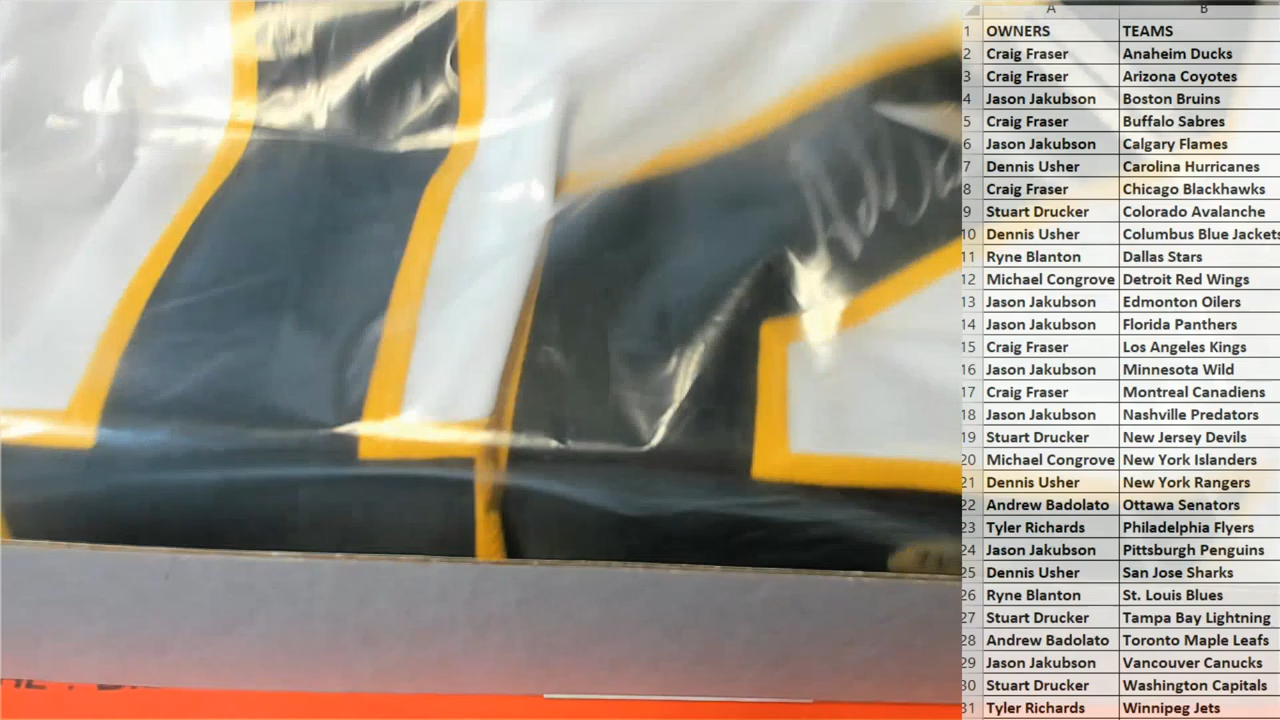 A B
1 OWNERS TEAMS
2 Craig Fraser Anaheim Ducks
3 Craig Fraser Arizona Coyotes
4 Jason Jakubson Boston Bruins
5 Craig Fraser Buffalo Sabres
6 Jason Jakubson Calgary Flames
7 Dennis Usher Carolina Hurricanes
8 Craig Fraser Chicago Blackhawks
9 Stuart Drucker Colorado Avalanche
10 Dennis Usher Columbus Blue Jackets
11 Ryne Blanton Dallas Stars
12 Michael Congrove Detroit Red Wings
13 Jason Jakubson Edmonton Oilers
14 Jason Jakubson Florida Panthers
15 Craig Fraser Los Angeles Kings
16 Jason Jakubson Minnesota Wild
17 Craig Fraser Montreal Canadiens
18 Jason Jakubson Nashville Predators
19 Stuart Drucker New Jersey Devils
20 Michael Congrove New York Islanders
21 Dennis Usher New York Rangers
22 Andrew Badolato Ottawa Senators
23 Tyler Richards Philadelphia Flyers
24 Jason Jakubson Pittsburgh Penguins
25 Dennis Usher San Jose Sharks
26 Ryne Blanton St. Louis Blues
27 Stuart Drucker Tampa Bay Lightning
28 Andrew Badolato Toronto Maple Leafs
29 Jason Jakubson Vancouver Canucks
30 Stuart Drucker Washington Capitals
31 Tyler Richards Winnipeg Jets